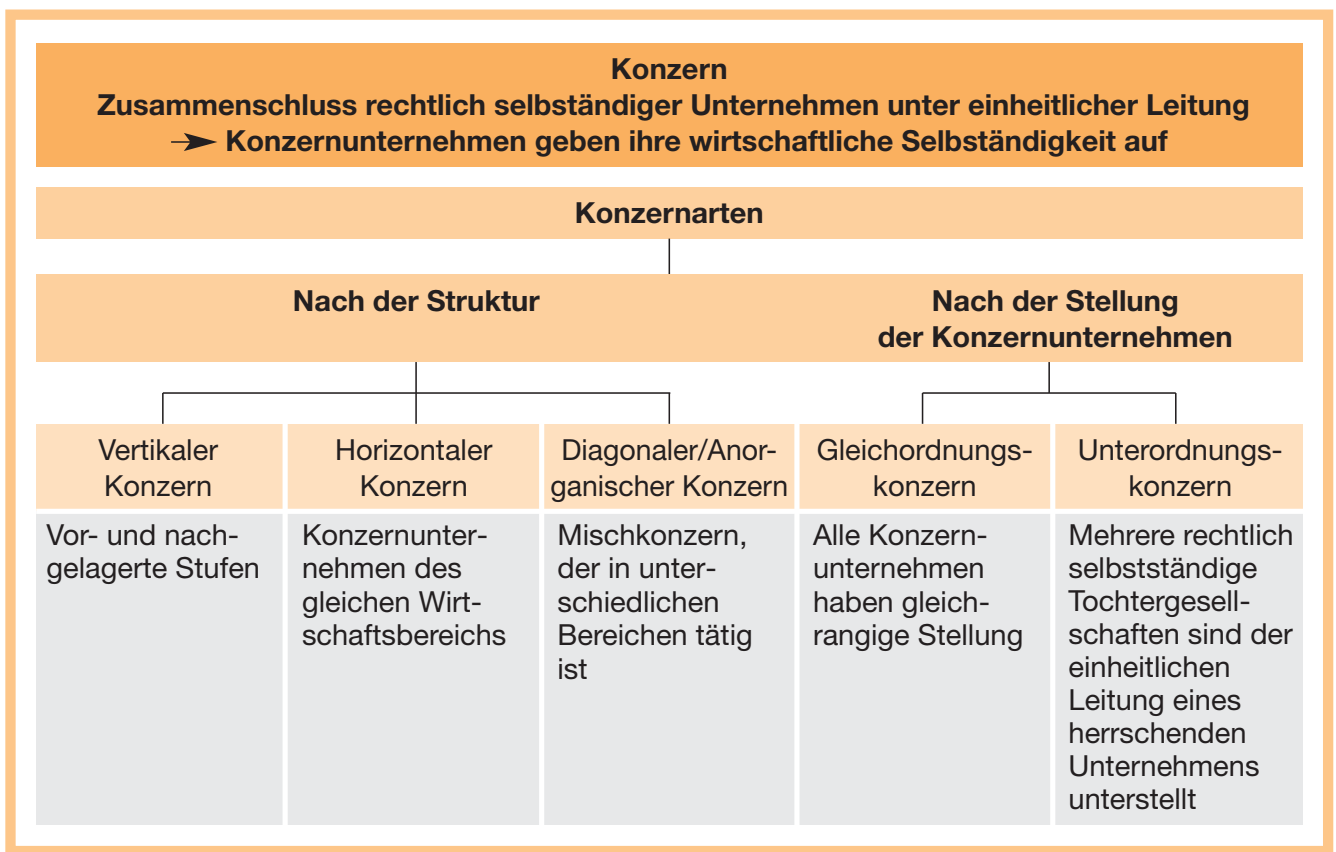 Konzern
Zusammenschluss rechtlich selbständiger Unternehmen unter einheitlicher Leitung
➤ Konzernunternehmen geben ihre wirtschaftliche Selbständigkeit auf
Konzernarten
Nach der Struktur
Nach der Stellung
der Konzernunternehmen
Vertikaler
Konzern
Vor- und nach-
gelagerte Stufen
Horizontaler
Konzern
Konzernunter-
nehmen des
gleichen Wirt-
schaftsbereichs
Diagonaler/Anor-
ganischer Konzern
Mischkonzern,
der in unter-
schiedlichen
Bereichen tätig
ist
Gleichordnungs-
konzern
Alle Konzern-
unternehmen
haben gleich-
rangige Stellung
Unterordnungs-
konzern
Mehrere rechtlich
selbstständige
Tochtergesell-
schaften sind der
einheitlichen
Leitung eines
herrschenden
Unternehmens
unterstellt